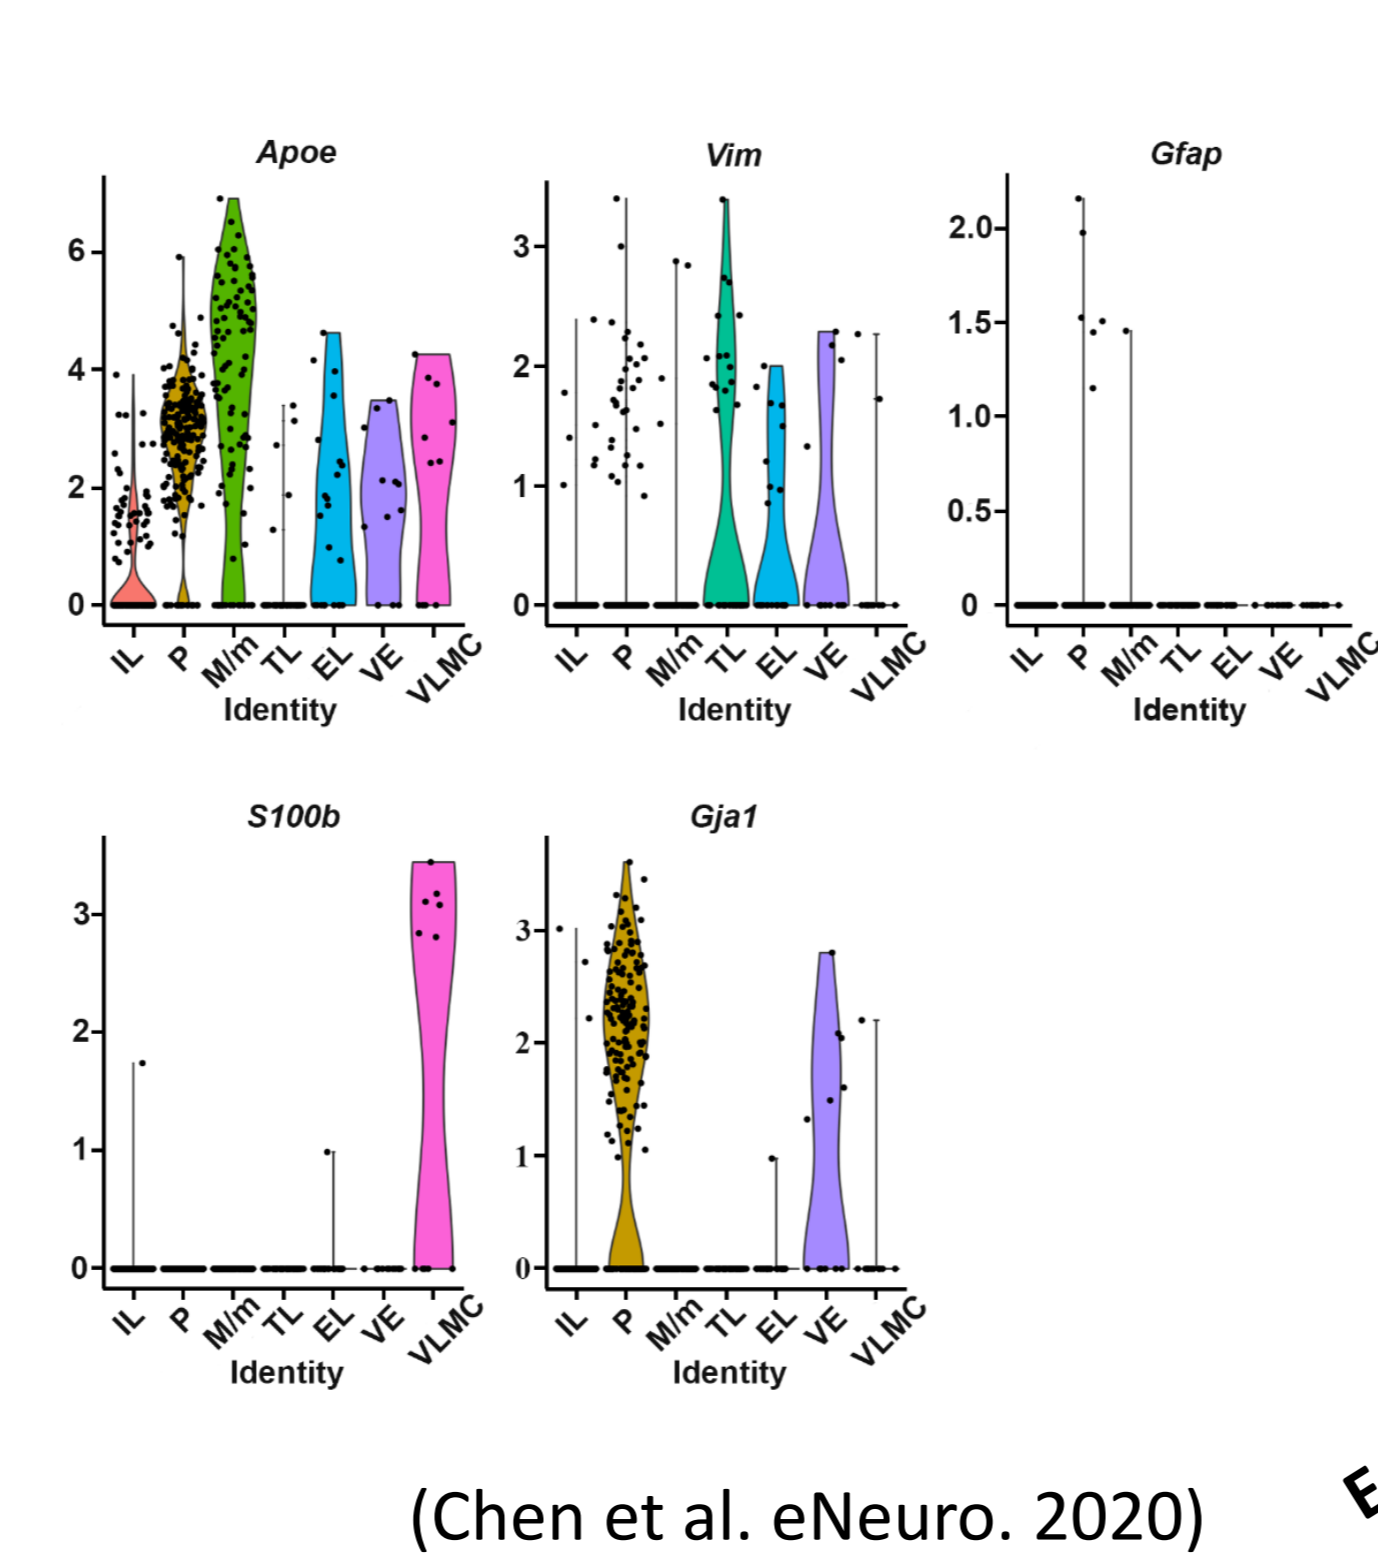 Apoe
6
4
2
0
IL P M/m TL EL VE VLMC
Identity
Vim
3
2
1
0
IL P M/m TL EL VE VLMC
Identity
Gfap
2.0
1.5
1.0
0.5
0
IL P M/m TL EL VE VLMC
Identity
S100b
3
2
1
0
IL P M/m TL EL VE VLMC
Identity
Gja1
3
2
1
0
IL P M/m TL EL VE VLMC
Identity
(Chen et al. eNeuro. 2020)
E